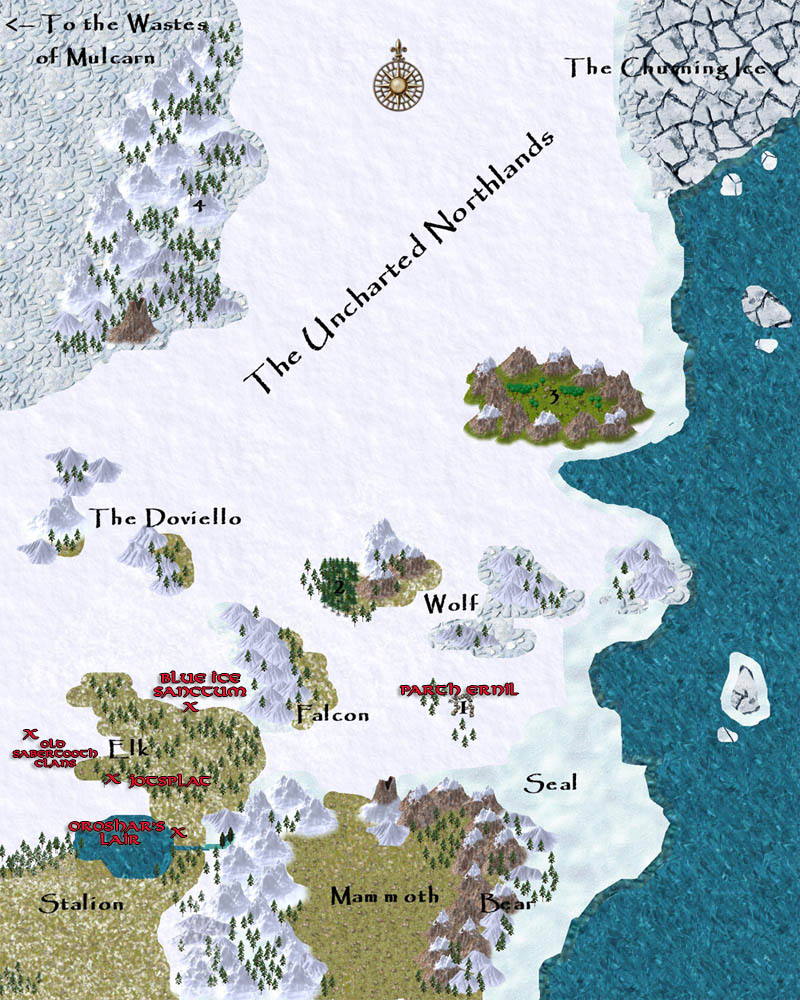 <-- To the Wastes
of Mulcarn
The Churning Ice
The Uncharted Northlands
4
3
The Doviello
2
Wolf
BLUE ICE
SANCTUM
X
PARTH ERNIL
1
Falcon
X
OLD
SABERTOOTH
CLANS
Elk
X JOTSPLAT
Seal
OROSHAR'S
LAIR
X
Stalion
Mammoth
Bear